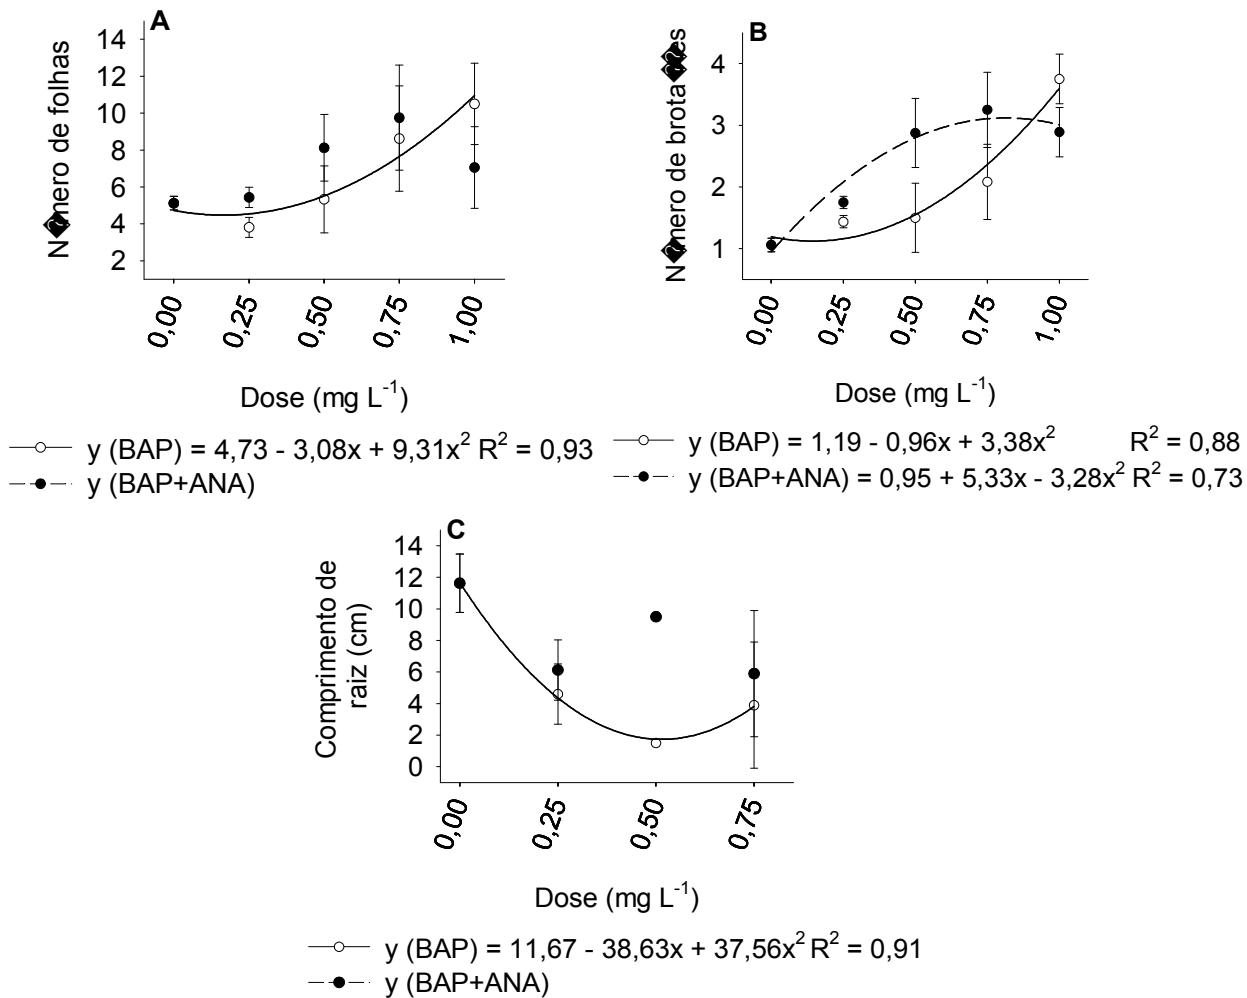 A
14
12
10
8
6
4
2
de folhas
0,00
0,25
0,50
0,75
1,00
Dose (mg L⁻¹)
y (BAP) = 4,73 - 3,08x + 9,31x² R² = 0,93
y (BAP+ANA)
B
4
3
2
1
de
0,00
0,25
0,50
0,75
1,00
Dose (mg L⁻¹)
y (BAP) = 1,19 - 0,96x + 3,38x² R² = 0,88
y (BAP+ANA) = 0,95 + 5,33x - 3,28x² R² = 0,73
C
14
12
10
8
6
4
2
0
Comprimento de
raiz (cm)
0,00
0,25
0,50
0,75
Dose (mg L⁻¹)
y (BAP) = 11,67 - 38,63x + 37,56x² R² = 0,91
y (BAP+ANA)